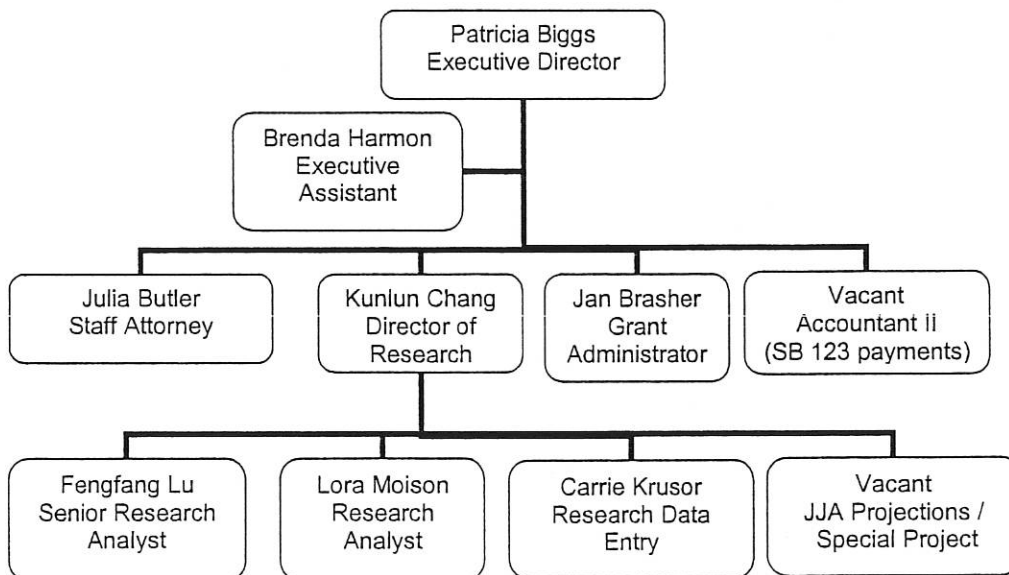 Patricia Biggs
Executive Director
Brenda Harmon
Executive
Assistant
Julia Butler
Staff Attorney
Kunlun Chang
Director of
Research
Jan Brasher
Grant
Administrator
Vacant
Accountant II
(SB 123 payments)
Fengfang Lu
Senior Research
Analyst
Lora Moison
Research
Analyst
Carrie Krusor
Research Data
Entry
Vacant
JJA Projections /
Special Project